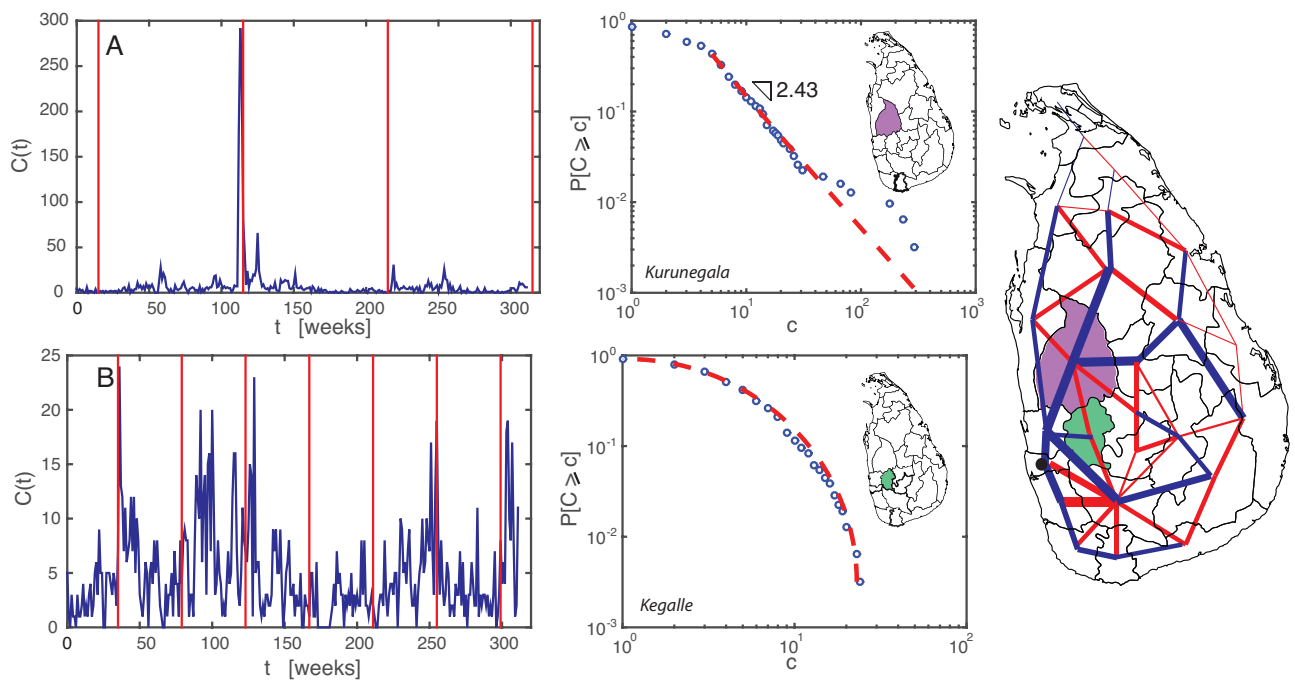 A
C(t)
300
250
200
150
100
50
0
0 50 100 150 200 250 300
t [weeks]
P[C ⩾ c]
10^0
10^-1
10^-2
10^-3
2.43
Kurunegala
10^0 10^1 10^2 10^3
c
B
C(t)
25
20
15
10
5
0
0 50 100 150 200 250 300
t [weeks]
P[C ⩾ c]
10^0
10^-1
10^-2
10^-3
Kegalle
10^0 10^1 10^2
c